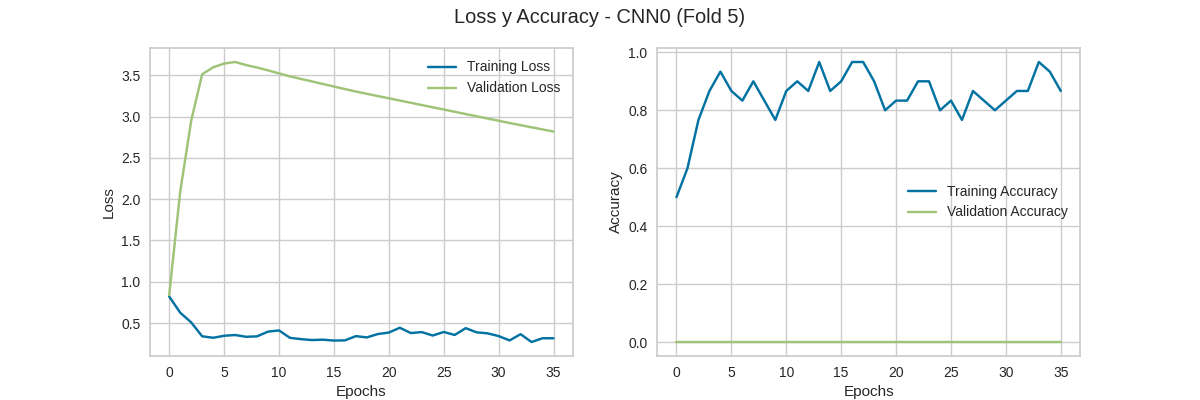 Loss y Accuracy - CNN0 (Fold 5)
Training Loss
Validation Loss
3.5
3.0
2.5
2.0
1.5
1.0
0.5
Loss
0 5 10 15 20 25 30 35
Epochs
1.0
0.8
0.6
0.4
0.2
0.0
Accuracy
Training Accuracy
Validation Accuracy
0 5 10 15 20 25 30 35
Epochs